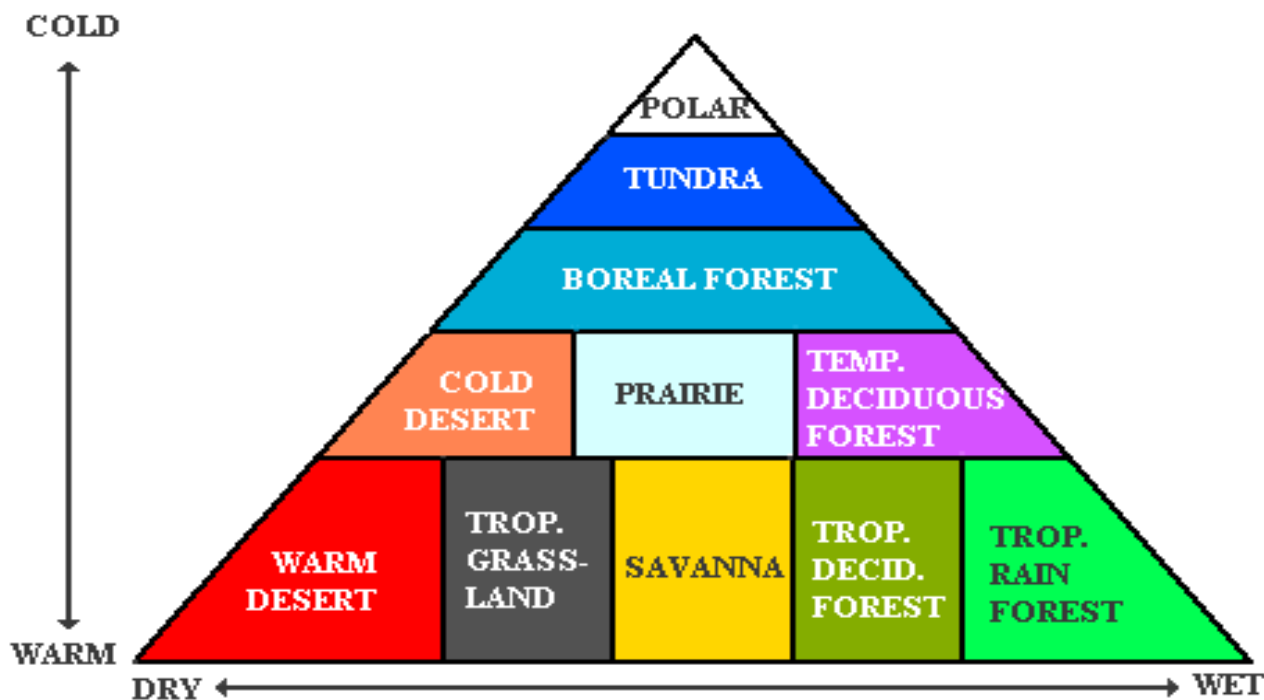 COLD
POLAR
TUNDRA
BOREAL FOREST
COLD
DESERT
PRAIRIE
TEMP.
DECIDUOUS
FOREST
WARM
DESERT
TROP.
GRASS-
LAND
SAVANNA
TROP.
DECID.
FOREST
TROP.
RAIN
FOREST
WARM
DRY
WET